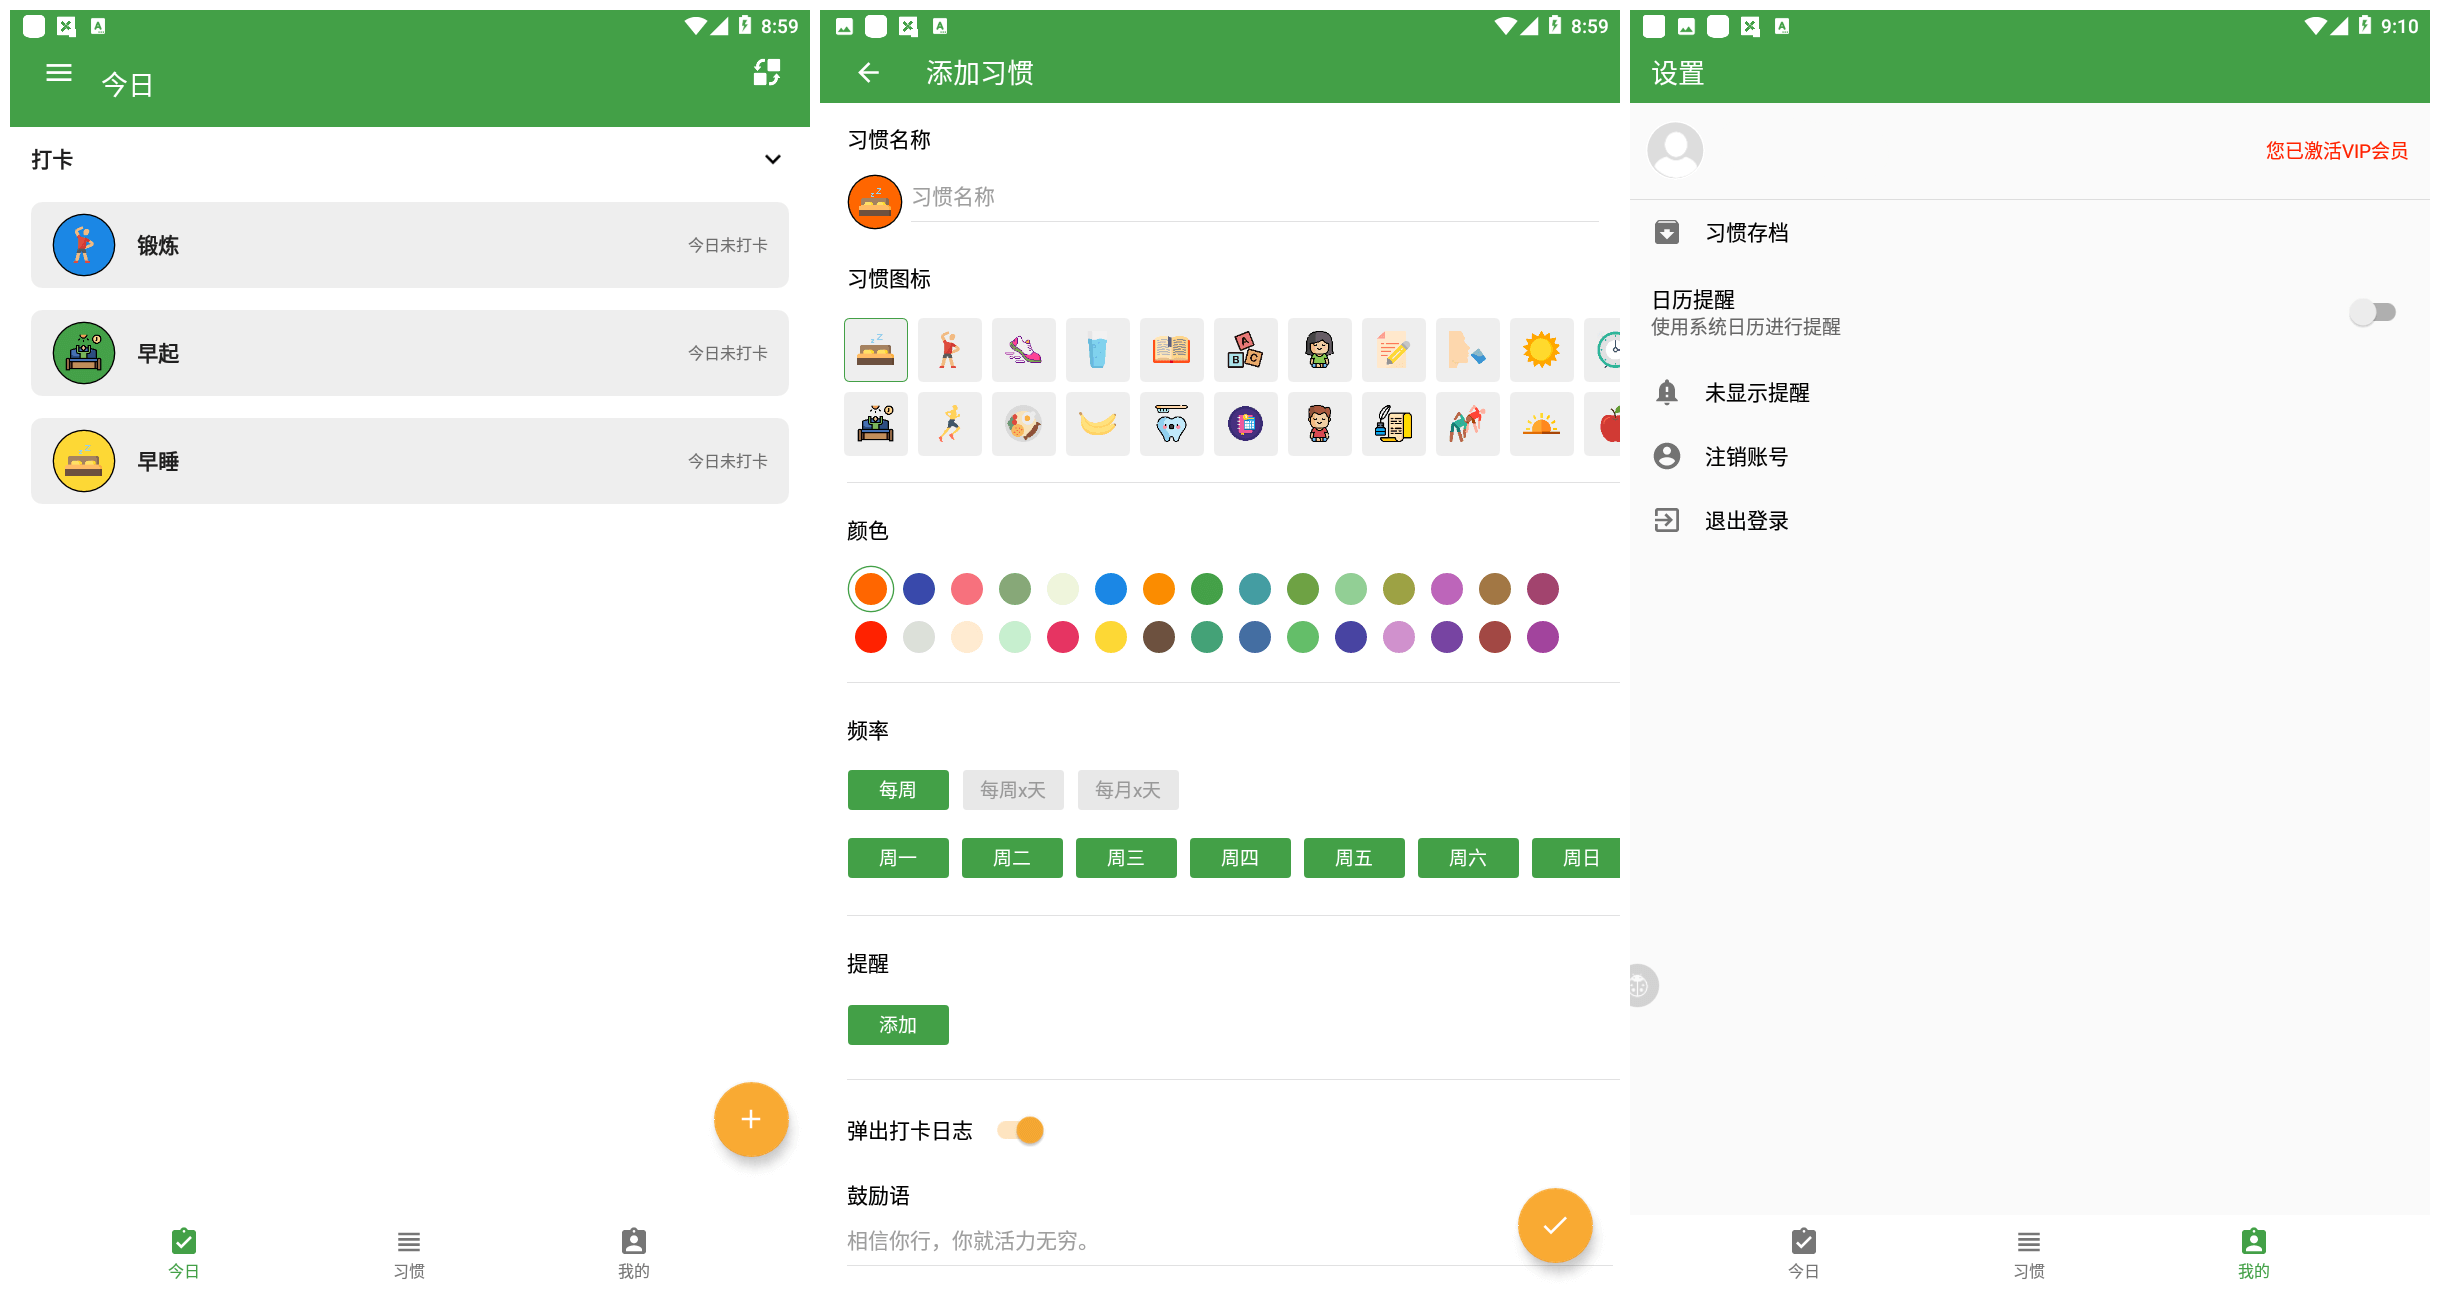 8:59
今日
打卡
锻炼 今日未打卡
早起 今日未打卡
早睡 今日未打卡
今日 习惯 我的
8:59
添加习惯
习惯名称
习惯名称
习惯图标
颜色
频率
每周 每周x天 每月x天
周一 周二 周三 周四 周五 周六 周日
提醒
添加
弹出打卡日志
鼓励语
相信你行，你就活力无穷。
9:10
设置
您已激活VIP会员
习惯存档
日历提醒
使用系统日历进行提醒
未显示提醒
注销账号
退出登录
今日 习惯 我的